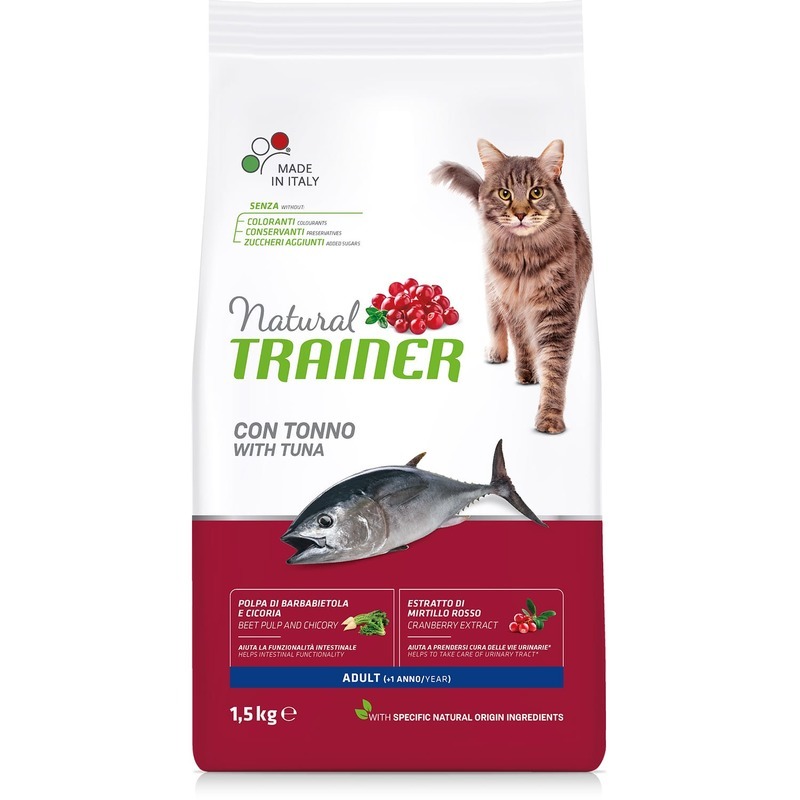 MADE
IN ITALY
SENZA WITHOUT:
COLORANTI COLOURANTS
CONSERVANTI PRESERVATIVES
ZUCCHERI AGGIUNTI ADDED SUGARS
Natural
TRAINER
CON TONNO
WITH TUNA
POLPA DI BARBABIETOLA
E CICORIA
BEET PULP AND CHICORY
AIUTA LA FUNZIONALITÀ INTESTINALE
HELPS INTESTINAL FUNCTIONALITY
ESTRATTO DI
MIRTILLO ROSSO
CRANBERRY EXTRACT
AIUTA A PRENDERSI CURA DELLE VIE URINARIE*
HELPS TO TAKE CARE OF URINARY TRACT*
ADULT (+1 ANNO/YEAR)
1,5 kg ℮
WITH SPECIFIC NATURAL ORIGIN INGREDIENTS